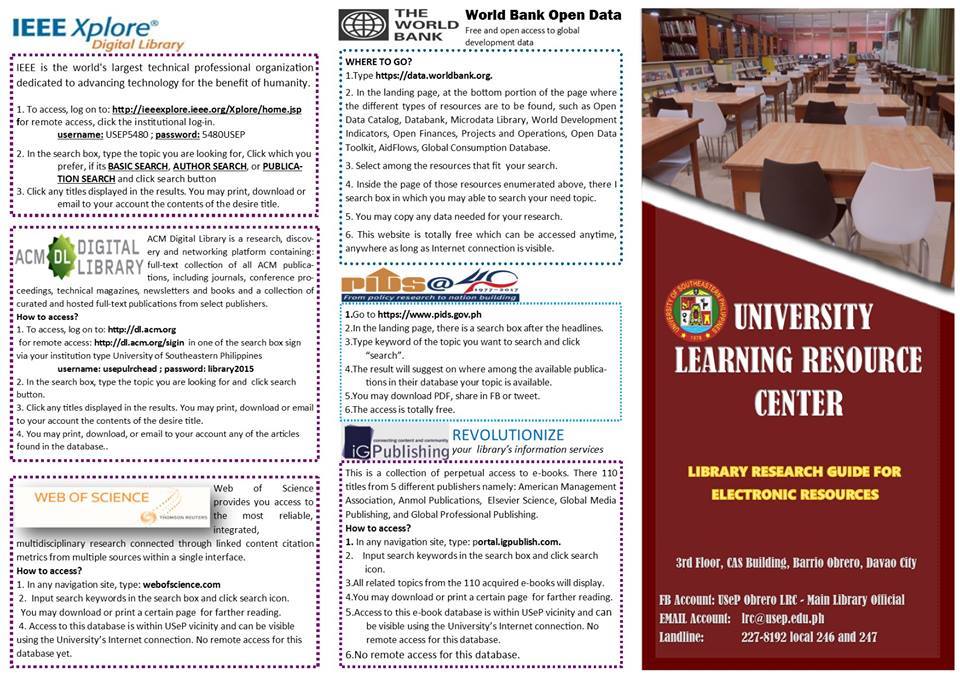 IEEE Xplore®
Digital Library
IEEE is the world's largest technical professional organization
dedicated to advancing technology for the benefit of humanity.
1. To access, log on to: http://ieeexplore.ieee.org/Xplore/home.jsp
for remote access, click the institutional log-in.
username: USEP5480 ; password: 5480USEP
2. In the search box, type the topic you are looking for, Click which you
prefer, if its BASIC SEARCH, AUTHOR SEARCH, or PUBLICA-
TION SEARCH and click search button
3. Click any titles displayed in the results. You may print, download or
email to your account the contents of the desire title.
ACM DL DIGITAL
LIBRARY
ACM Digital Library is a research, discov-
ery and networking platform containing:
full-text collection of all ACM publica-
tions, including journals, conference pro-
ceedings, technical magazines, newsletters and books and a collection of
curated and hosted full-text publications from select publishers.
How to access?
1. To access, log on to: http://dl.acm.org
for remote access: http://dl.acm.org/sigin in one of the search box sign
via your institution type University of Southeastern Philippines
username: usepulrchead ; password: library2015
2. In the search box, type the topic you are looking for and click search
button.
3. Click any titles displayed in the results. You may print, download or email
to your account the contents of the desire title.
4. You may print, download, or email to your account any of the articles
found in the database..
WEB OF SCIENCE
THOMSON REUTERS
Web of Science
provides you access to
the most reliable,
integrated,
multidisciplinary research connected through linked content citation
metrics from multiple sources within a single interface.
How to access?
1. In any navigation site, type: webofscience.com
2. Input search keywords in the search box and click search icon.
You may download or print a certain page for farther reading.
4. Access to this database is within USeP vicinity and can be visible
using the University's Internet connection. No remote access for this
database yet.
THE
WORLD
BANK
World Bank Open Data
Free and open access to global
development data
WHERE TO GO?
1.Type https://data.worldbank.org.
2. In the landing page, at the bottom portion of the page where
the different types of resources are to be found, such as Open
Data Catalog, Databank, Microdata Library, World Development
Indicators, Open Finances, Projects and Operations, Open Data
Toolkit, AidFlows, Global Consumption Database.
3. Select among the resources that fit your search.
4. Inside the page of those resources enumerated above, there I
search box in which you may able to search your need topic.
5. You may copy any data needed for your research.
6. This website is totally free which can be accessed anytime,
anywhere as long as Internet connection is visible.
pids@40
1977-2017
From policy research to nation building
1.Go to https://www.pids.gov.ph
2.In the landing page, there is a search box after the headlines.
3.Type keyword of the topic you want to search and click
"search".
4.The result will suggest on where among the available publica-
tions in their database your topic is available.
5.You may download PDF, share in FB or tweet.
6.The access is totally free.
connecting content and community
iGPublishing
REVOLUTIONIZE
your library's information services
This is a collection of perpetual access to e-books. There 110
titles from 5 different publishers namely: American Management
Association, Anmol Publications, Elsevier Science, Global Media
Publishing, and Global Professional Publishing.
How to access?
1. In any navigation site, type: portal.igpublish.com.
2. Input search keywords in the search box and click search
icon.
3.All related topics from the 110 acquired e-books will display.
4.You may download or print a certain page for farther reading.
5.Access to this e-book database is within USeP vicinity and can
be visible using the University's Internet connection. No
remote access for this database.
6.No remote access for this database.
UNIVERSITY
LEARNING RESOURCE
CENTER
LIBRARY RESEARCH GUIDE FOR
ELECTRONIC RESOURCES
3rd Floor, CAS Building, Barrio Obrero, Davao City
FB Account: USeP Obrero LRC - Main Library Official
EMAIL Account: lrc@usep.edu.ph
Landline: 227-8192 local 246 and 247